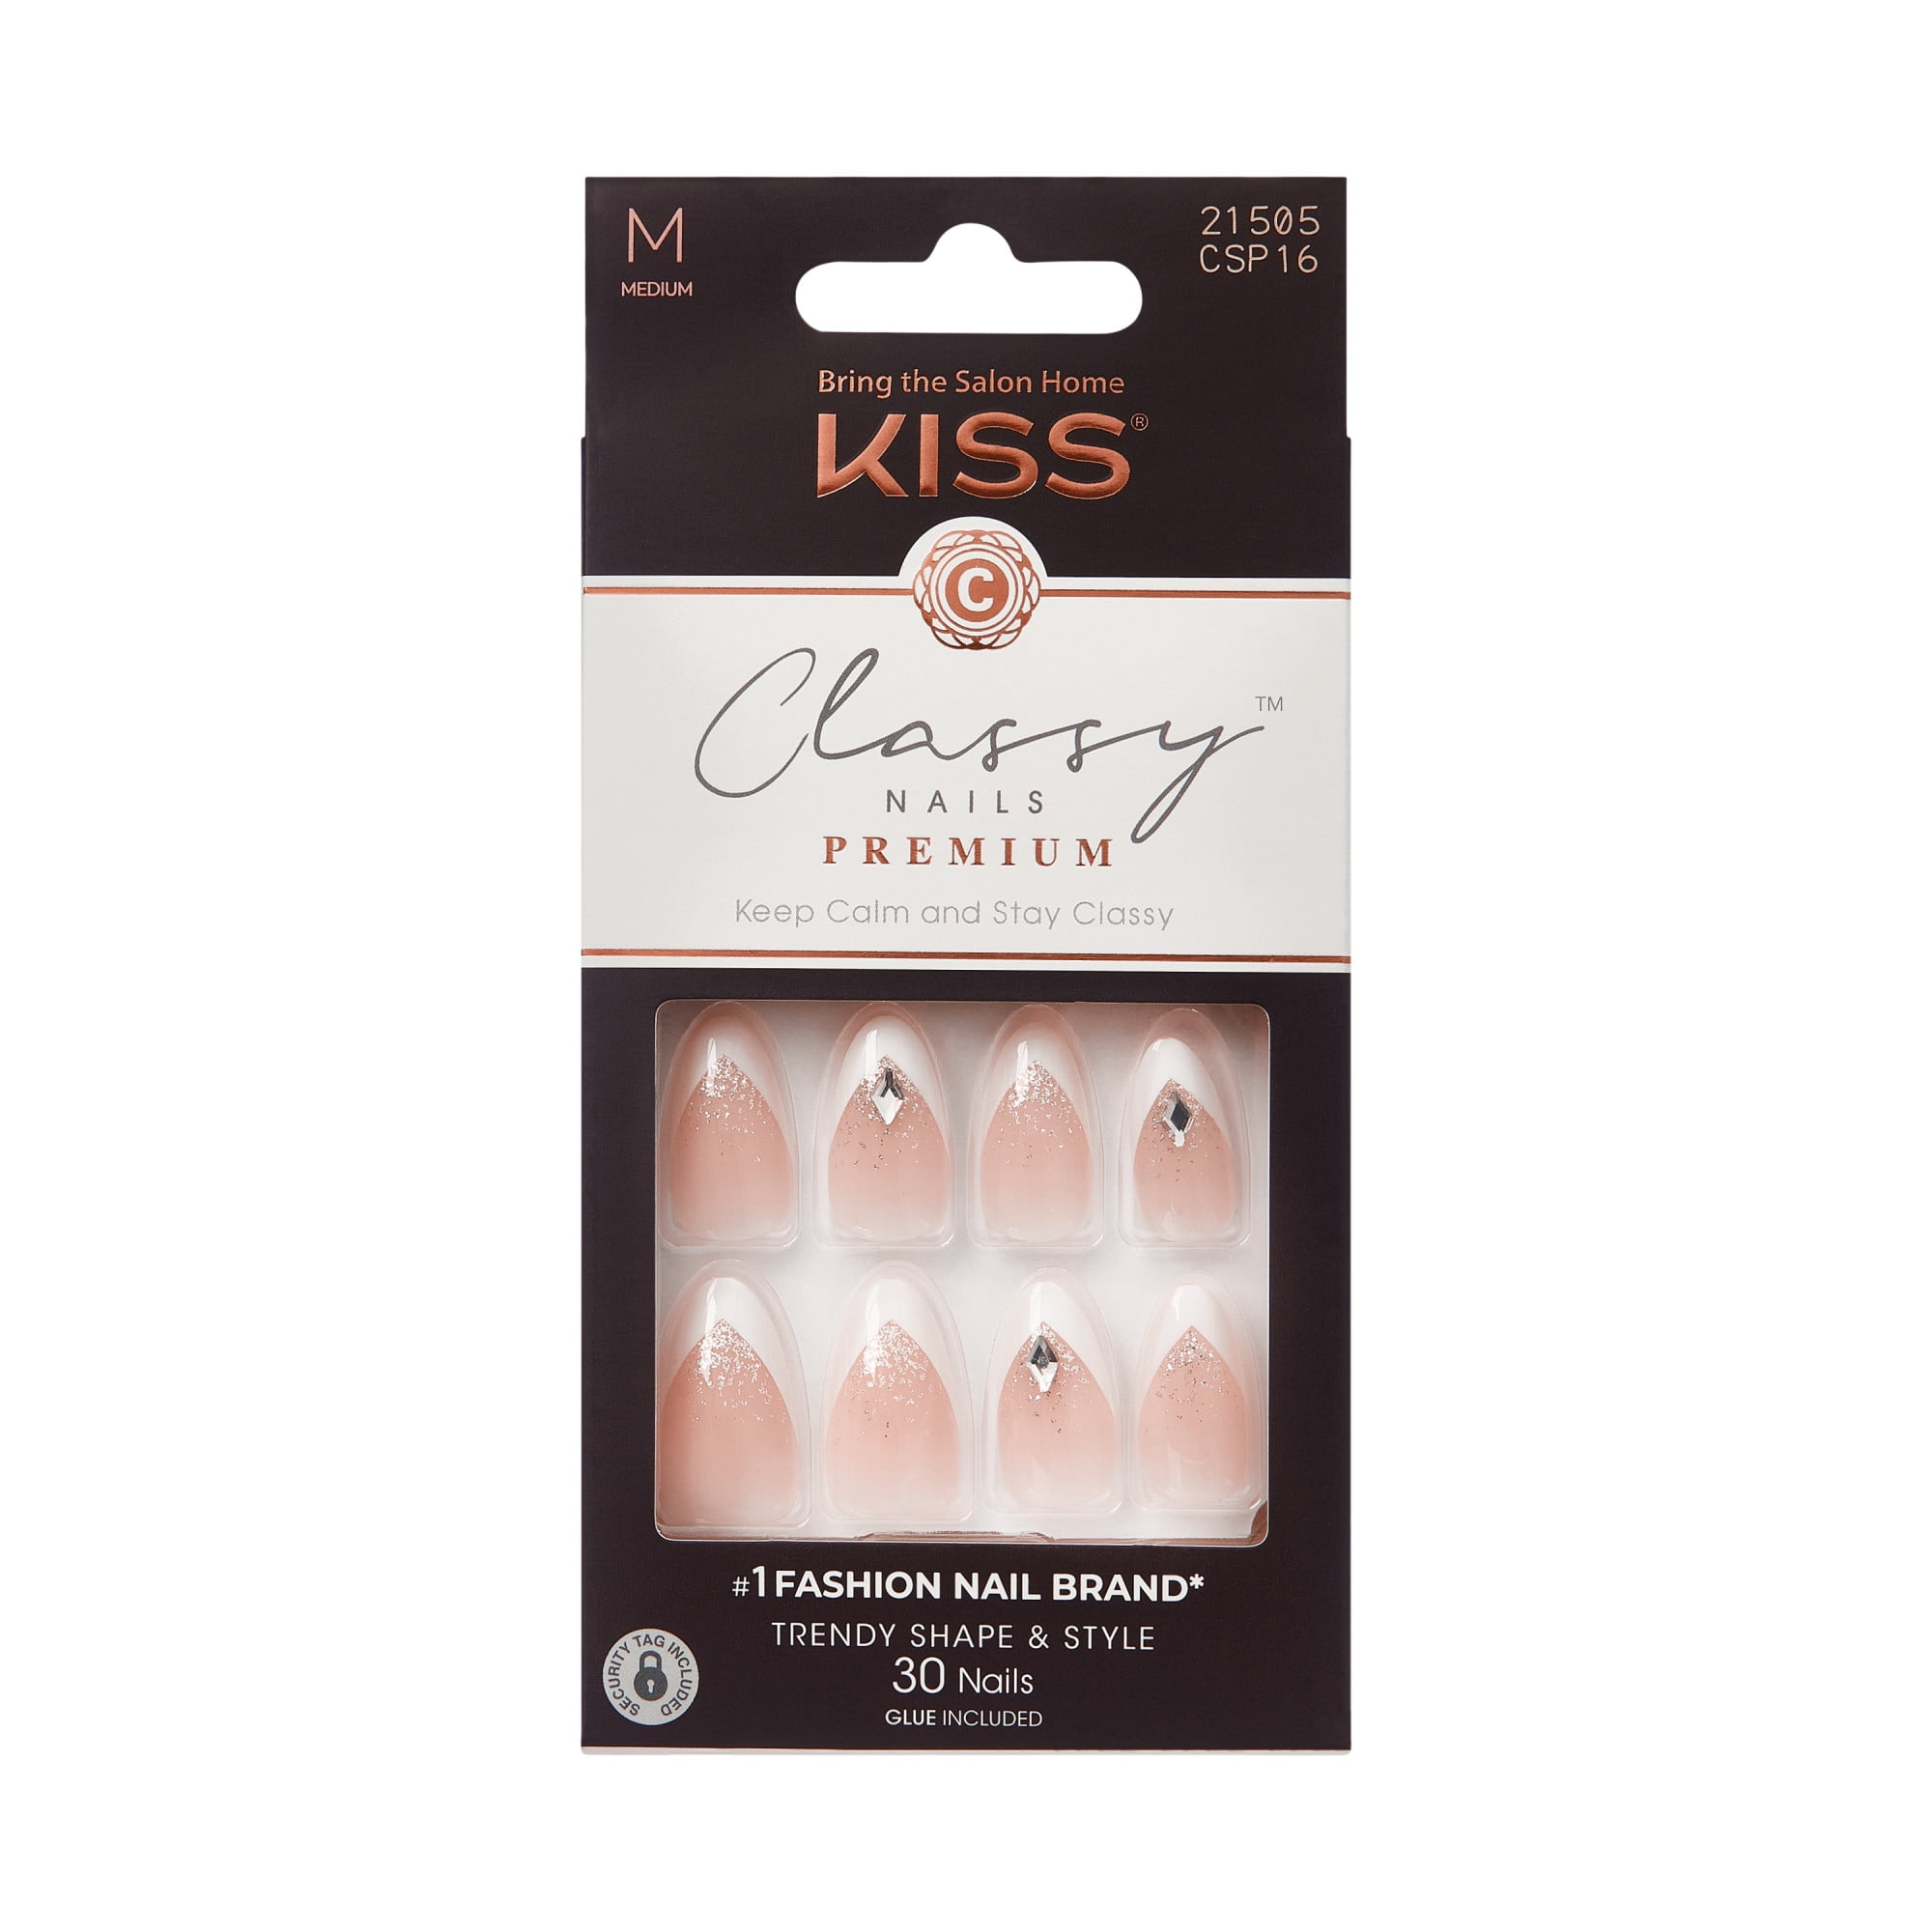 M
MEDIUM
21505
CSP16
Bring the Salon Home
KISS®
C
Classy™
NAILS
PREMIUM
Keep Calm and Stay Classy
#1 FASHION NAIL BRAND*
TRENDY SHAPE & STYLE
30 Nails
GLUE INCLUDED
SECURITY TAG INCLUDED